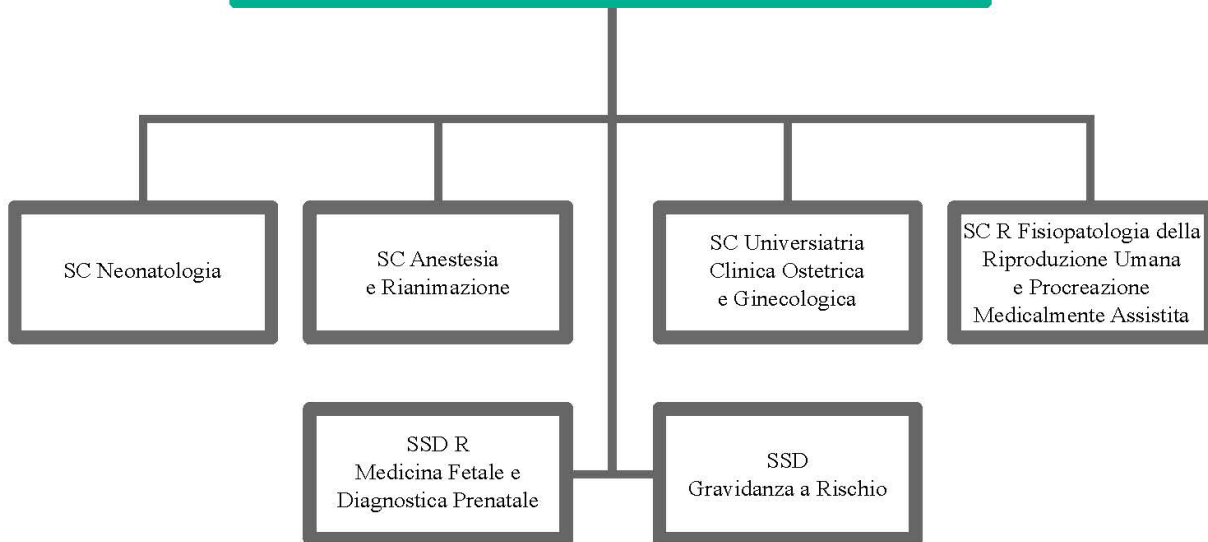 SC Neonatologia
SC Anestesia
e Rianimazione
SC Universiatria
Clinica Ostetrica
e Ginecologica
SC R Fisiopatologia della
Riproduzione Umana
e Procreazione
Medicalmente Assistita
SSD R
Medicina Fetale e
Diagnostica Prenatale
SSD
Gravidanza a Rischio